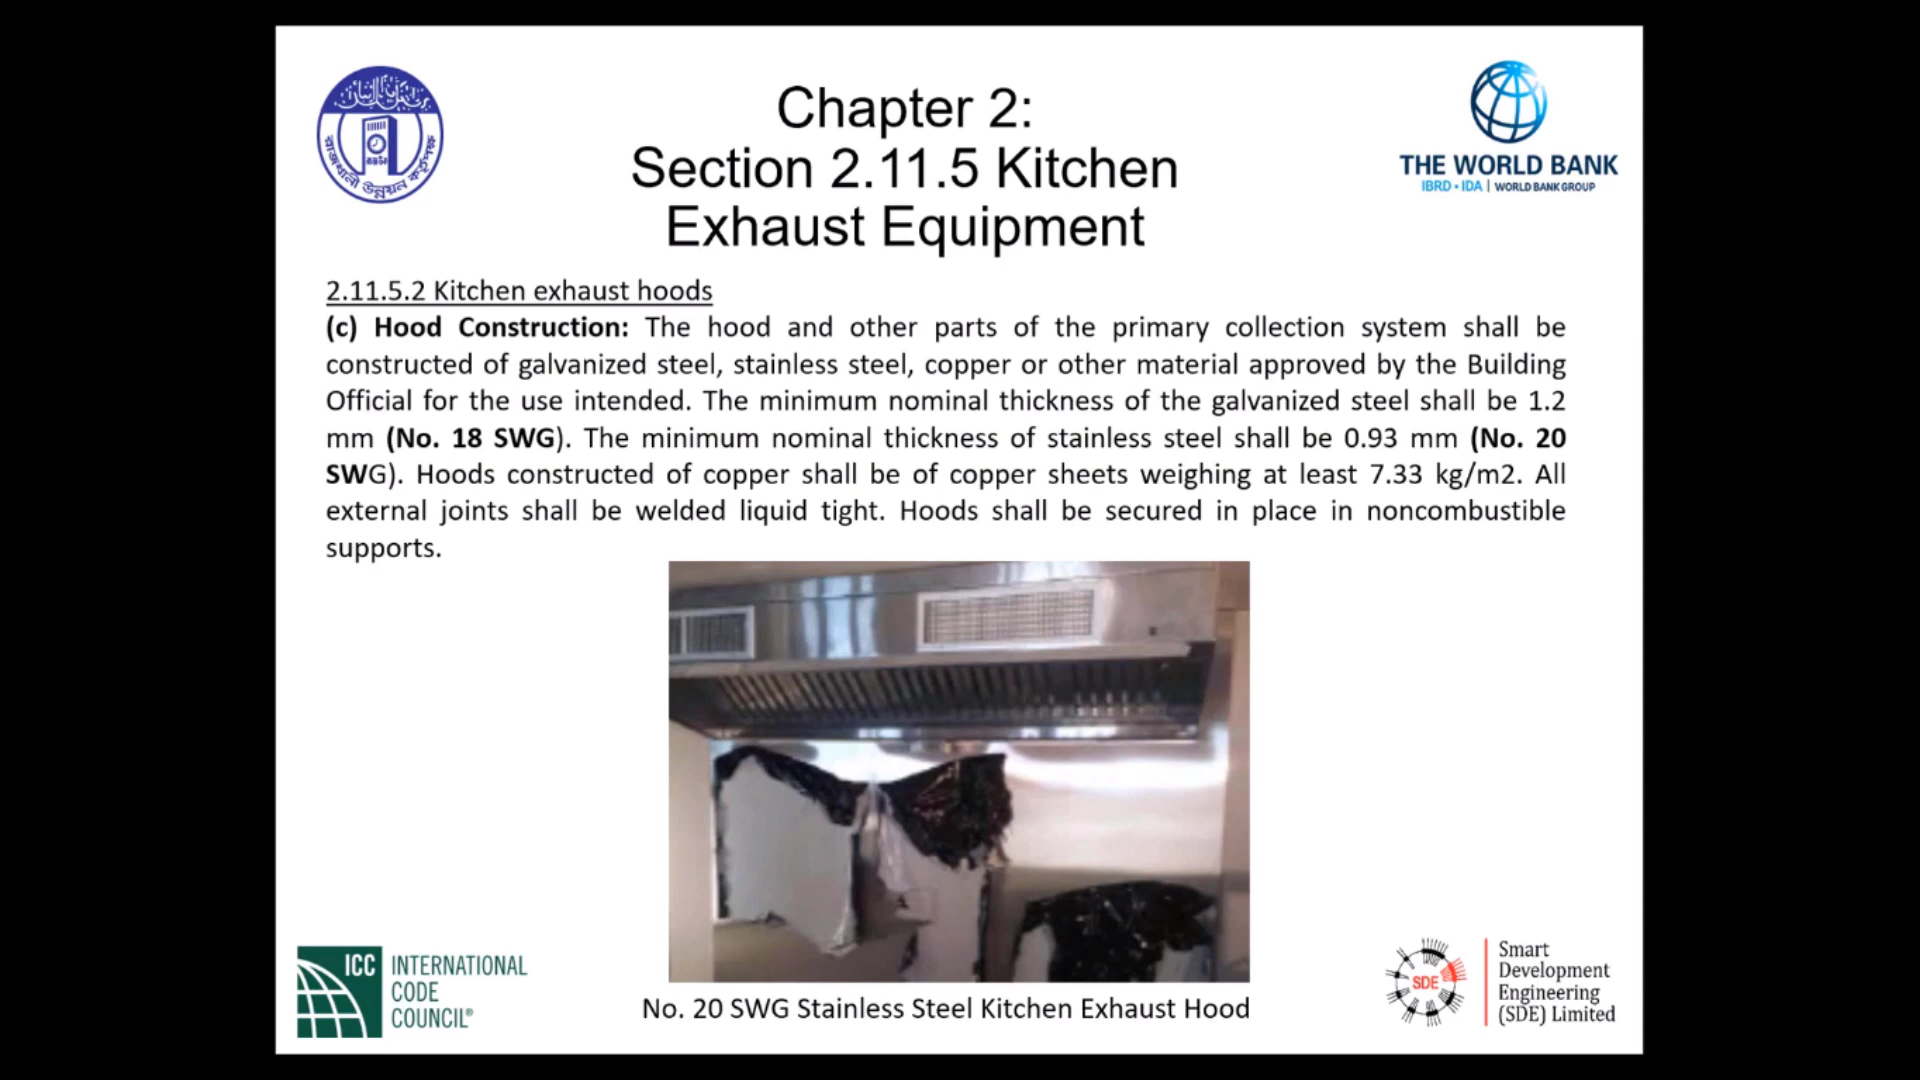 Chapter 2:
Section 2.11.5 Kitchen
Exhaust Equipment
রাজধানী উন্নয়ন কর্তৃপক্ষ
রাজউক
THE WORLD BANK
IBRD • IDA | WORLD BANK GROUP
2.11.5.2 Kitchen exhaust hoods
(c) Hood Construction: The hood and other parts of the primary collection system shall be
constructed of galvanized steel, stainless steel, copper or other material approved by the Building
Official for the use intended. The minimum nominal thickness of the galvanized steel shall be 1.2
mm (No. 18 SWG). The minimum nominal thickness of stainless steel shall be 0.93 mm (No. 20
SWG). Hoods constructed of copper shall be of copper sheets weighing at least 7.33 kg/m2. All
external joints shall be welded liquid tight. Hoods shall be secured in place in noncombustible
supports.
No. 20 SWG Stainless Steel Kitchen Exhaust Hood
ICC INTERNATIONAL
CODE
COUNCIL®
SDE
Smart
Development
Engineering
(SDE) Limited